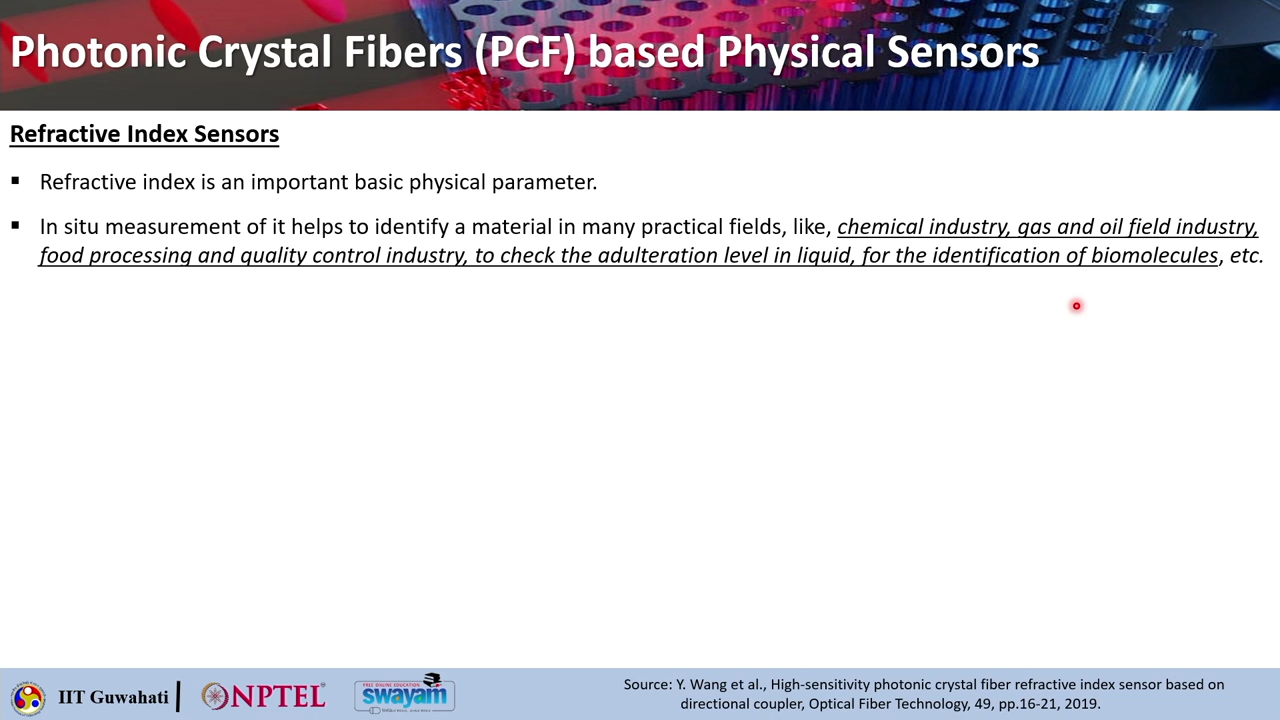 Photonic Crystal Fibers (PCF) based Physical Sensors
Refractive Index Sensors
▪ Refractive index is an important basic physical parameter.
▪ In situ measurement of it helps to identify a material in many practical fields, like, chemical industry, gas and oil field industry,
food processing and quality control industry, to check the adulteration level in liquid, for the identification of biomolecules, etc.
IIT Guwahati
NPTEL
FREE ONLINE EDUCATION
swayam
Source: Y. Wang et al., High-sensitivity photonic crystal fiber refractive index sensor based on
directional coupler, Optical Fiber Technology, 49, pp.16-21, 2019.